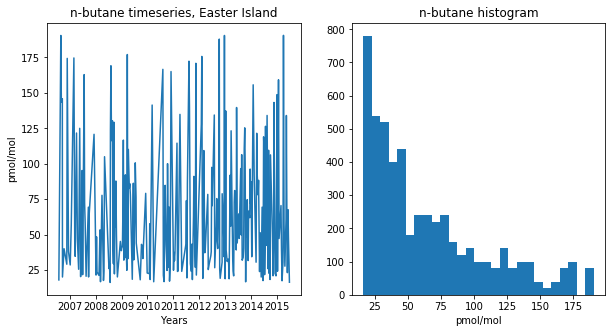 n-butane timeseries, Easter Island
n-butane histogram
pmol/mol
175
150
125
100
75
50
25
2007 2008 2009 2010 2011 2012 2013 2014 2015
Years
800
700
600
500
400
300
200
100
0
25 50 75 100 125 150 175
pmol/mol